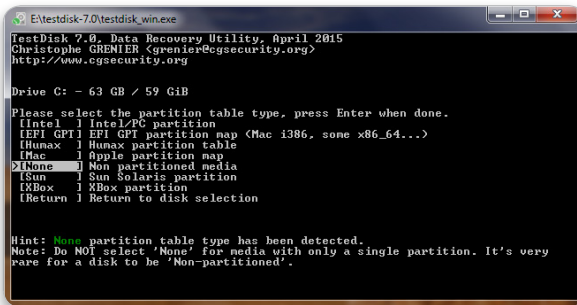 E:\testdisk-7.0\testdisk_win.exe
TestDisk 7.0, Data Recovery Utility, April 2015
Christophe GRENIER <grenier@cgsecurity.org>
http://www.cgsecurity.org
Drive C: - 63 GB / 59 GiB
Please select the partition table type, press Enter when done.
[Intel  ] Intel/PC partition
[EFI GPT] EFI GPT partition map (Mac i386, some x86_64...)
[Humax  ] Humax partition table
[Mac    ] Apple partition map
>[None   ] Non partitioned media
[Sun    ] Sun Solaris partition
[XBox   ] XBox partition
[Return ] Return to disk selection
Hint: None partition table type has been detected.
Note: Do NOT select 'None' for media with only a single partition. It's very
rare for a disk to be 'Non-partitioned'.